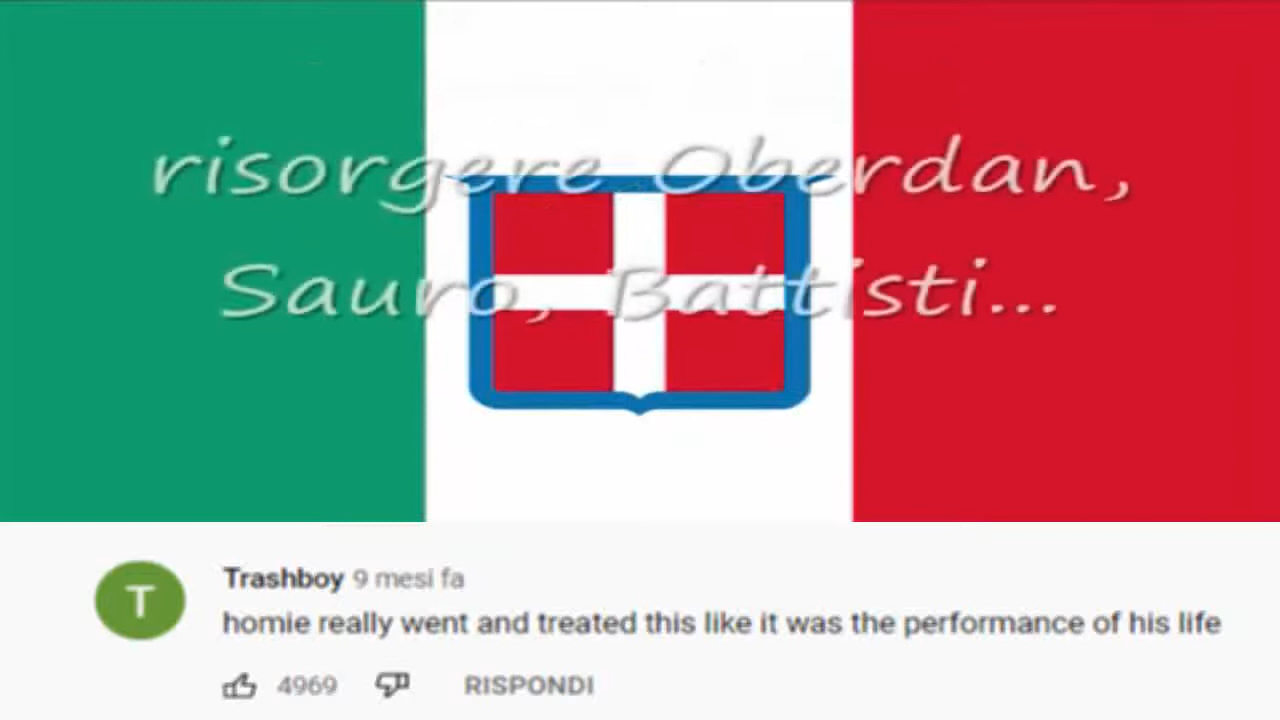 risorgere Oberdan,
Sauro, Battisti...
T
Trashboy 9 mesi fa
homie really went and treated this like it was the performance of his life
4969 RISPONDI